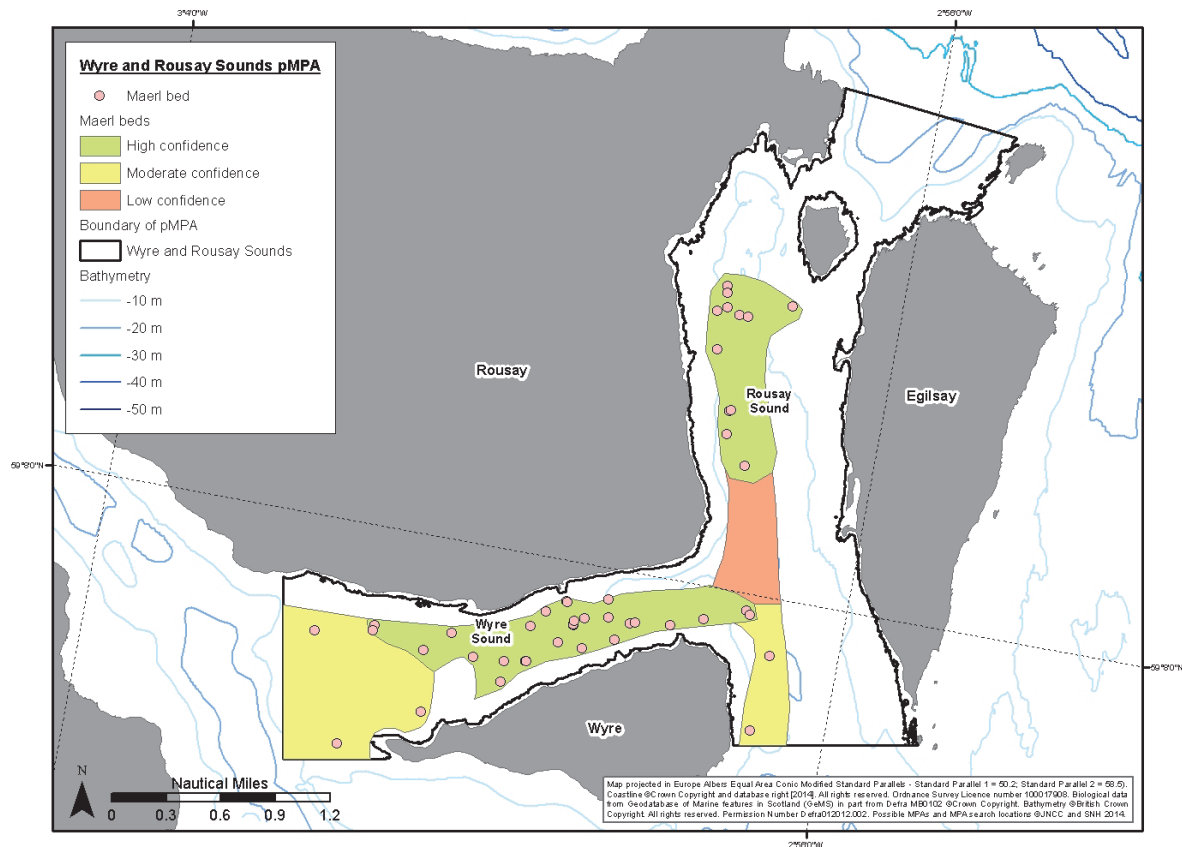 3°4'0"W
2°56'0"W
Wyre and Rousay Sounds pMPA
Maerl bed
Maerl beds
High confidence
Moderate confidence
Low confidence
Boundary of pMPA
Wyre and Rousay Sounds
Bathymetry
-10 m
-20 m
-30 m
-40 m
-50 m
Rousay
Rousay
Sound
Egilsay
Wyre
Sound
Wyre
59°8'0"N
N
Nautical Miles
0 0.3 0.6 0.9 1.2
Map projected in Europe Albers Equal Area Conic Modified Standard Parallels - Standard Parallel 1 = 50.2; Standard Parallel 2 = 58.5).
Coastline ©Crown Copyright and database right [2014]. All rights reserved. Ordnance Survey Licence number 100017908. Biological data
from Geodatabase of Marine features in Scotland (GeMS) in part from Defra MB0102 ©Crown Copyright. Bathymetry ©British Crown
Copyright. All rights reserved. Permission Number Defra012012.002. Possible MPAs and MPA search locations ©JNCC and SNH 2014.